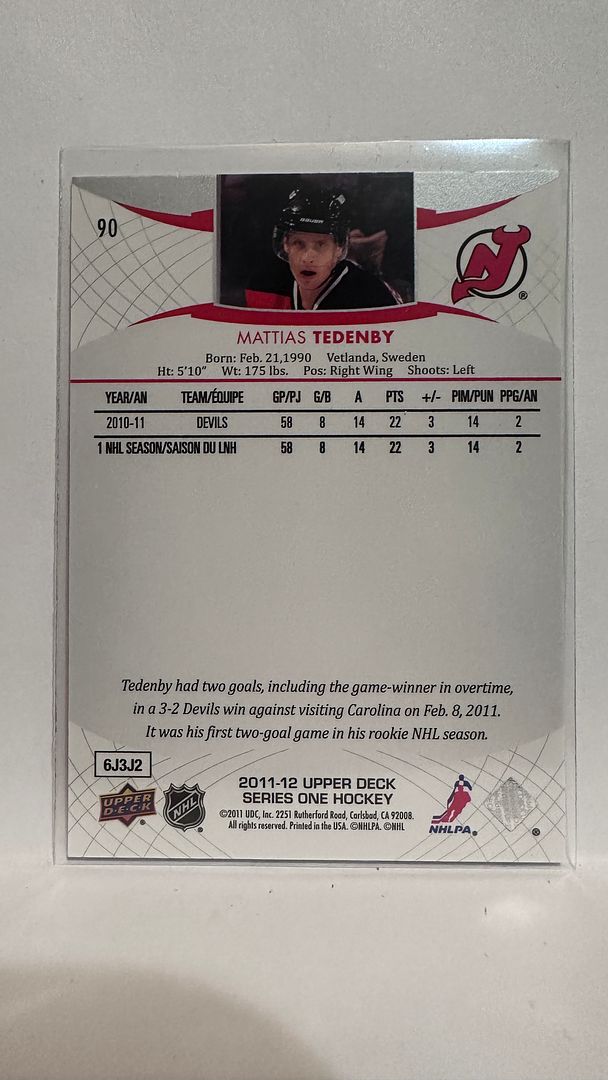 90
BAUER
N
®
MATTIAS TEDENBY
Born: Feb. 21,1990 Vetlanda, Sweden
Ht: 5'10" Wt: 175 lbs. Pos: Right Wing Shoots: Left
YEAR/AN TEAM/ÉQUIPE GP/PJ G/B A PTS +/- PIM/PUN PPG/AN
2010-11 DEVILS 58 8 14 22 3 14 2
1 NHL SEASON/SAISON DU LNH 58 8 14 22 3 14 2
Tedenby had two goals, including the game-winner in overtime,
in a 3-2 Devils win against visiting Carolina on Feb. 8, 2011.
It was his first two-goal game in his rookie NHL season.
6J3J2
UPPER DECK ®
NHL ®
2011-12 UPPER DECK
SERIES ONE HOCKEY
©2011 UDC, Inc. 2251 Rutherford Road, Carlsbad, CA 92008.
All rights reserved. Printed in the USA. ©NHLPA. ©NHL
NHLPA®
®